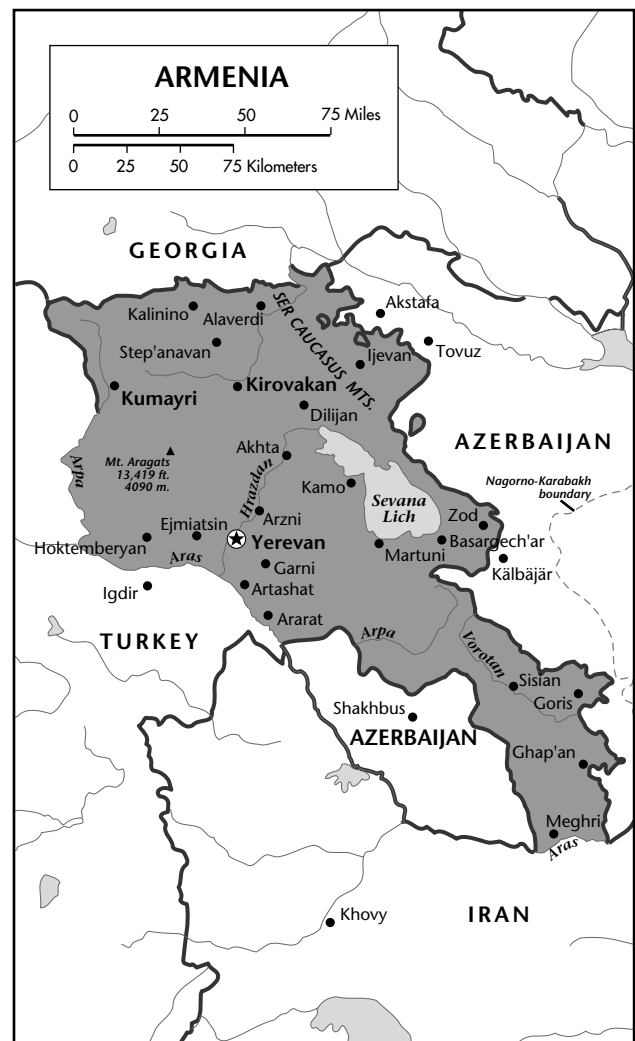 ARMENIA
0 25 50 75 Miles
0 25 50 75 Kilometers
GEORGIA
Akstafa
Kalinino
Alaverdi
SER CAUCASUS MTS.
Step'anavan
Tovuz
Ijevan
Kumayri
Kirovakan
Dilijan
AZERBAIJAN
Akhta
Arpa
Mt. Aragats
13,419 ft.
4090 m.
Hrazdan
Kamo
Sevana
Lich
Nagorno-Karabakh
boundary
Zod
Arzni
Ejmiatsin
Hoktemberyan
Yerevan
Basargech'ar
Martuni
Aras
Kälbäjär
Garni
Igdir
Artashat
Ararat
TURKEY
Arpa
Vorotan
Sisian
Goris
Shakhbus
AZERBAIJAN
Ghap'an
Meghri
Aras
Khovy
IRAN